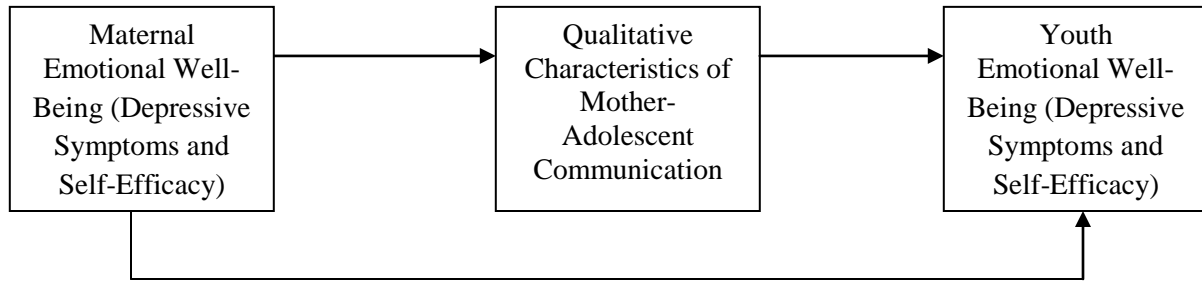 Maternal
Emotional Well-
Being (Depressive
Symptoms and
Self-Efficacy)
Qualitative
Characteristics of
Mother-
Adolescent
Communication
Youth
Emotional Well-
Being (Depressive
Symptoms and
Self-Efficacy)